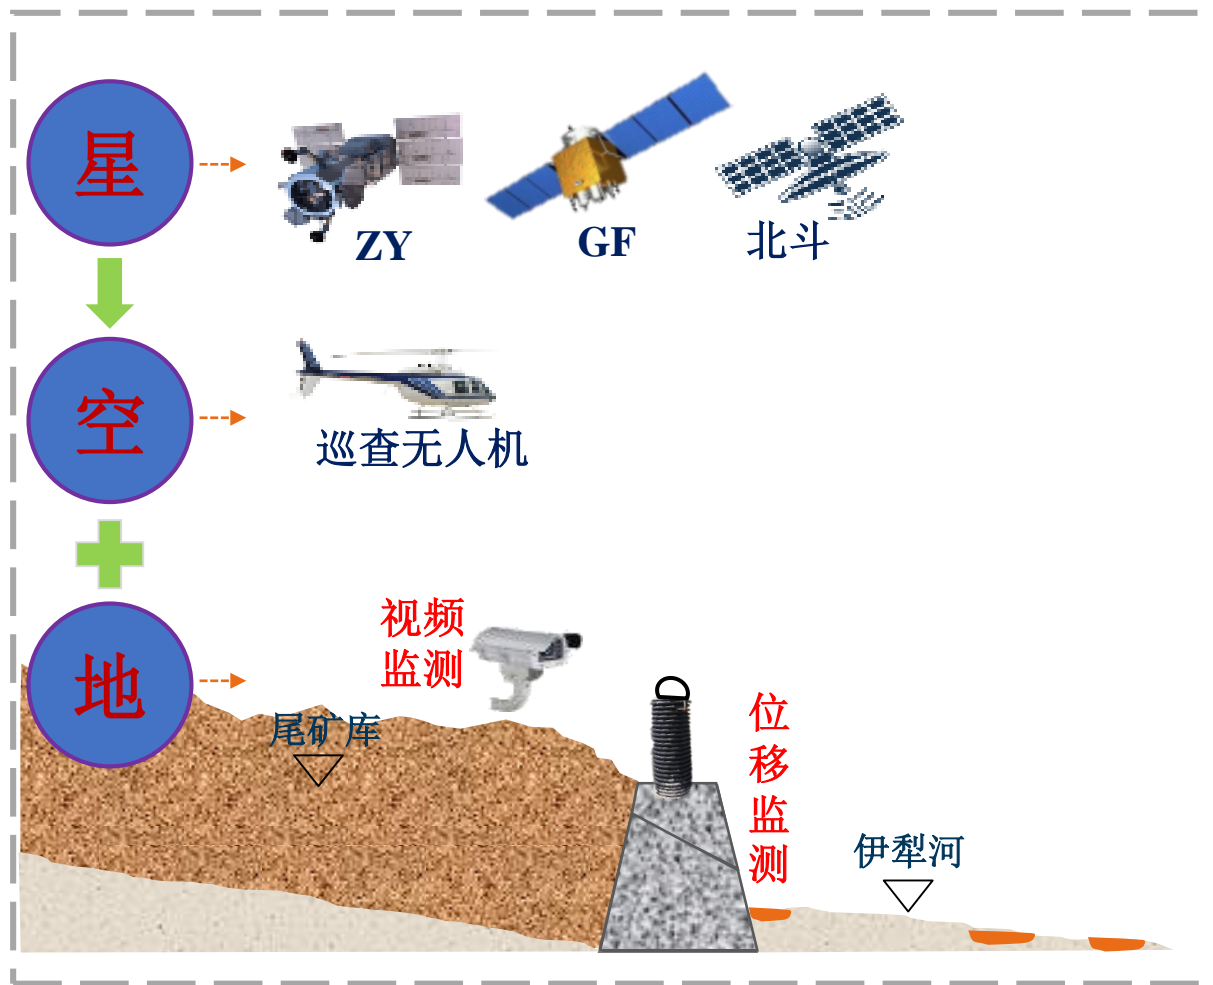 星
ZY
GF
北斗
空
巡查无人机
地
视频
监测
尾矿库
位
移
监
测
伊犁河